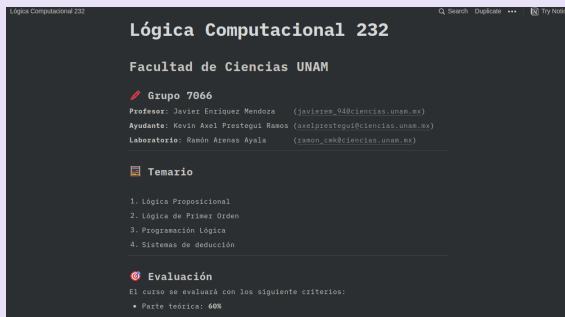 Lógica Computacional 232
Search Duplicate ••• Try Notio
Lógica Computacional 232
Facultad de Ciencias UNAM
Grupo 7066
Profesor: Javier Enríquez Mendoza (javierem_94@ciencias.unam.mx)
Ayudante: Kevin Axel Prestegui Ramos (axelprestegui@ciencias.unam.mx)
Laboratorio: Ramón Arenas Ayala (ramon_cmk@ciencias.unam.mx)
Temario
1. Lógica Proposicional
2. Lógica de Primer Orden
3. Programación Lógica
4. Sistemas de deducción
Evaluación
El curso se evaluará con los siguiente criterios:
• Parte teórica: 60%